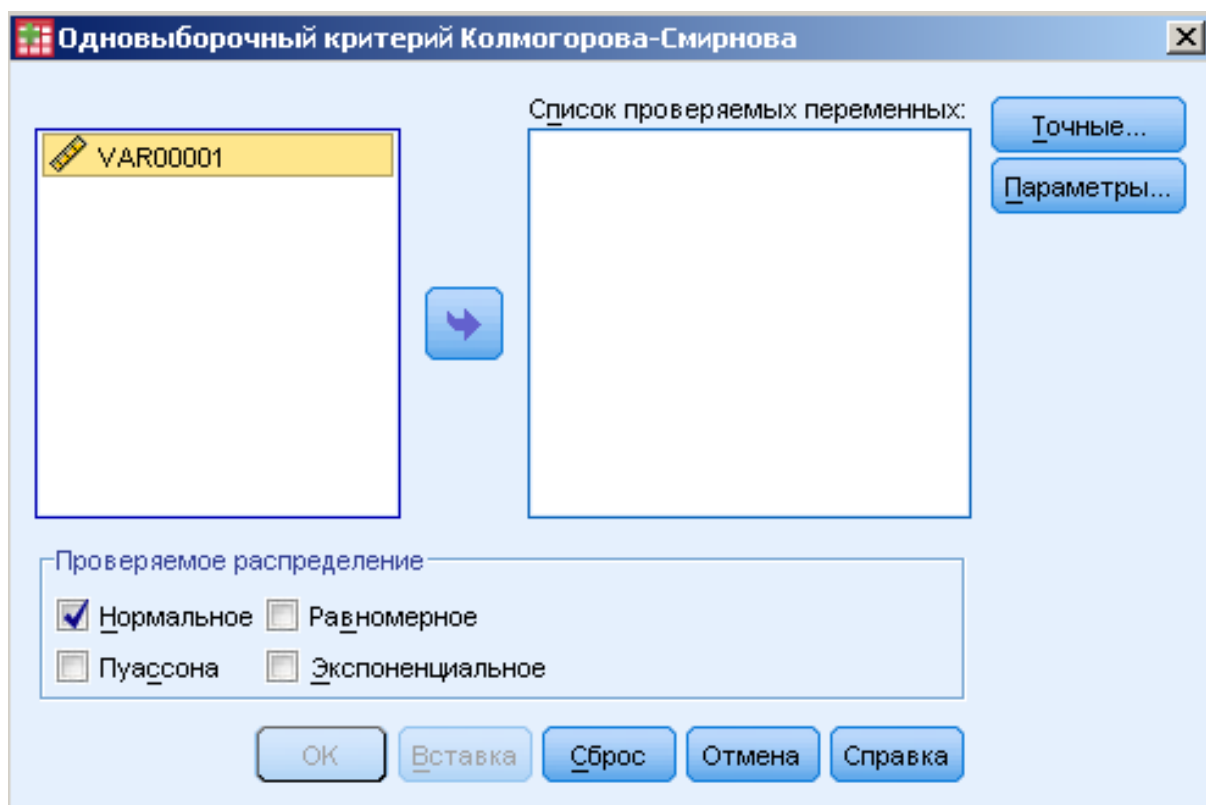 Одновыборочный критерий Колмогорова-Смирнова
Список проверяемых переменных:
VAR00001
Точные...
Параметры...
Проверяемое распределение
Нормальное
Равномерное
Пуассона
Экспоненциальное
OK
Вставка
Сброс
Отмена
Справка